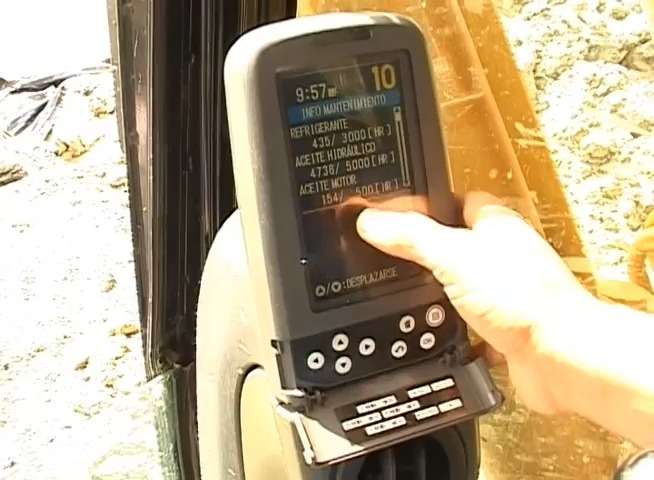 9:57 10
INFO MANTENIMIENTO
REFRIGERANTE
435/ 3000[HR]
ACEITE HIDRÁULICO
4736/ 5000[HR]
ACEITE MOTOR
154/ 500[HR]
:DESPLAZARSE
OK